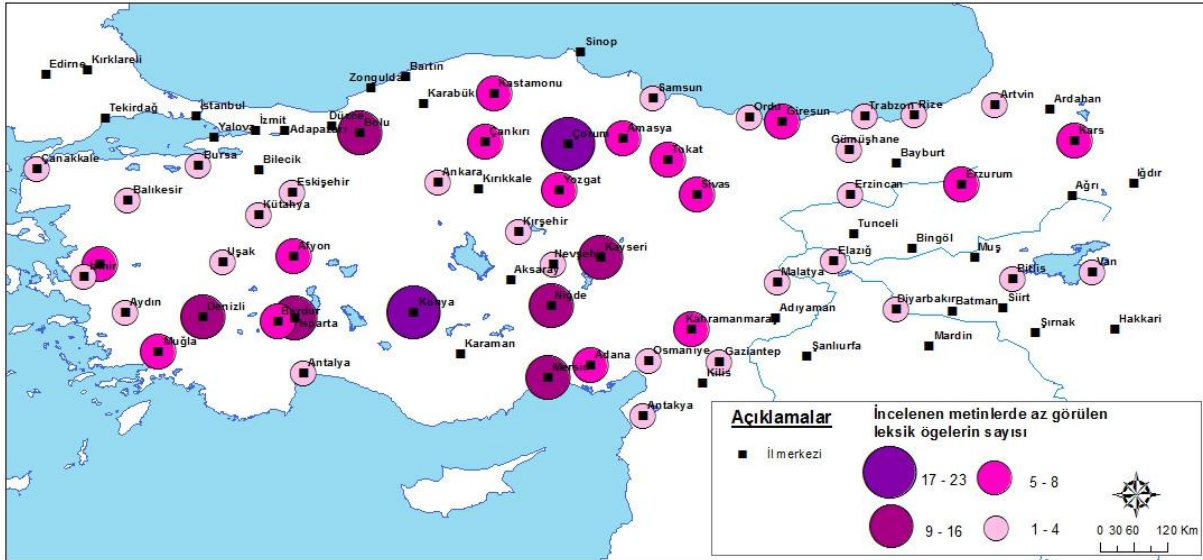 Sinop
Edirne
Kırklareli
Bartın
Kastamonu
Karabük
Samsun
Artvin
Ardahan
Tekirdağ
İstanbul
İzmit
Adapazarı
Yalova
Bolu
Çankırı
Çorum
Amasya
Ordu
Giresun
Trabzon
Rize
Kars
Gümüşhane
Bayburt
Tokat
Çanakkale
Bursa
Bilecik
Ankara
Kırıkkale
Yozgat
Sivas
Erzincan
Erzurum
Ağrı
Iğdır
Balıkesir
Eskişehir
Kütahya
Kırşehir
Tunceli
Bingöl
Muş
Uşak
Afyon
Nevşehir
Kayseri
Elazığ
Van
Bitlis
İzmir
Aksaray
Malatya
Aydın
Denizli
Burdur
Isparta
Konya
Niğde
Adıyaman
Diyarbakır
Batman
Siirt
Kahramanmaraş
Şırnak
Hakkari
Muğla
Karaman
Mardin
Şanlıurfa
Antalya
Mersin
Adana
Osmaniye
Gaziantep
Kilis
Antakya
Açıklamalar
İl merkezi
İncelenen metinlerde az görülen
leksik ögelerin sayısı
17 - 23
5 - 8
9 - 16
1 - 4
0 30 60 120 Km